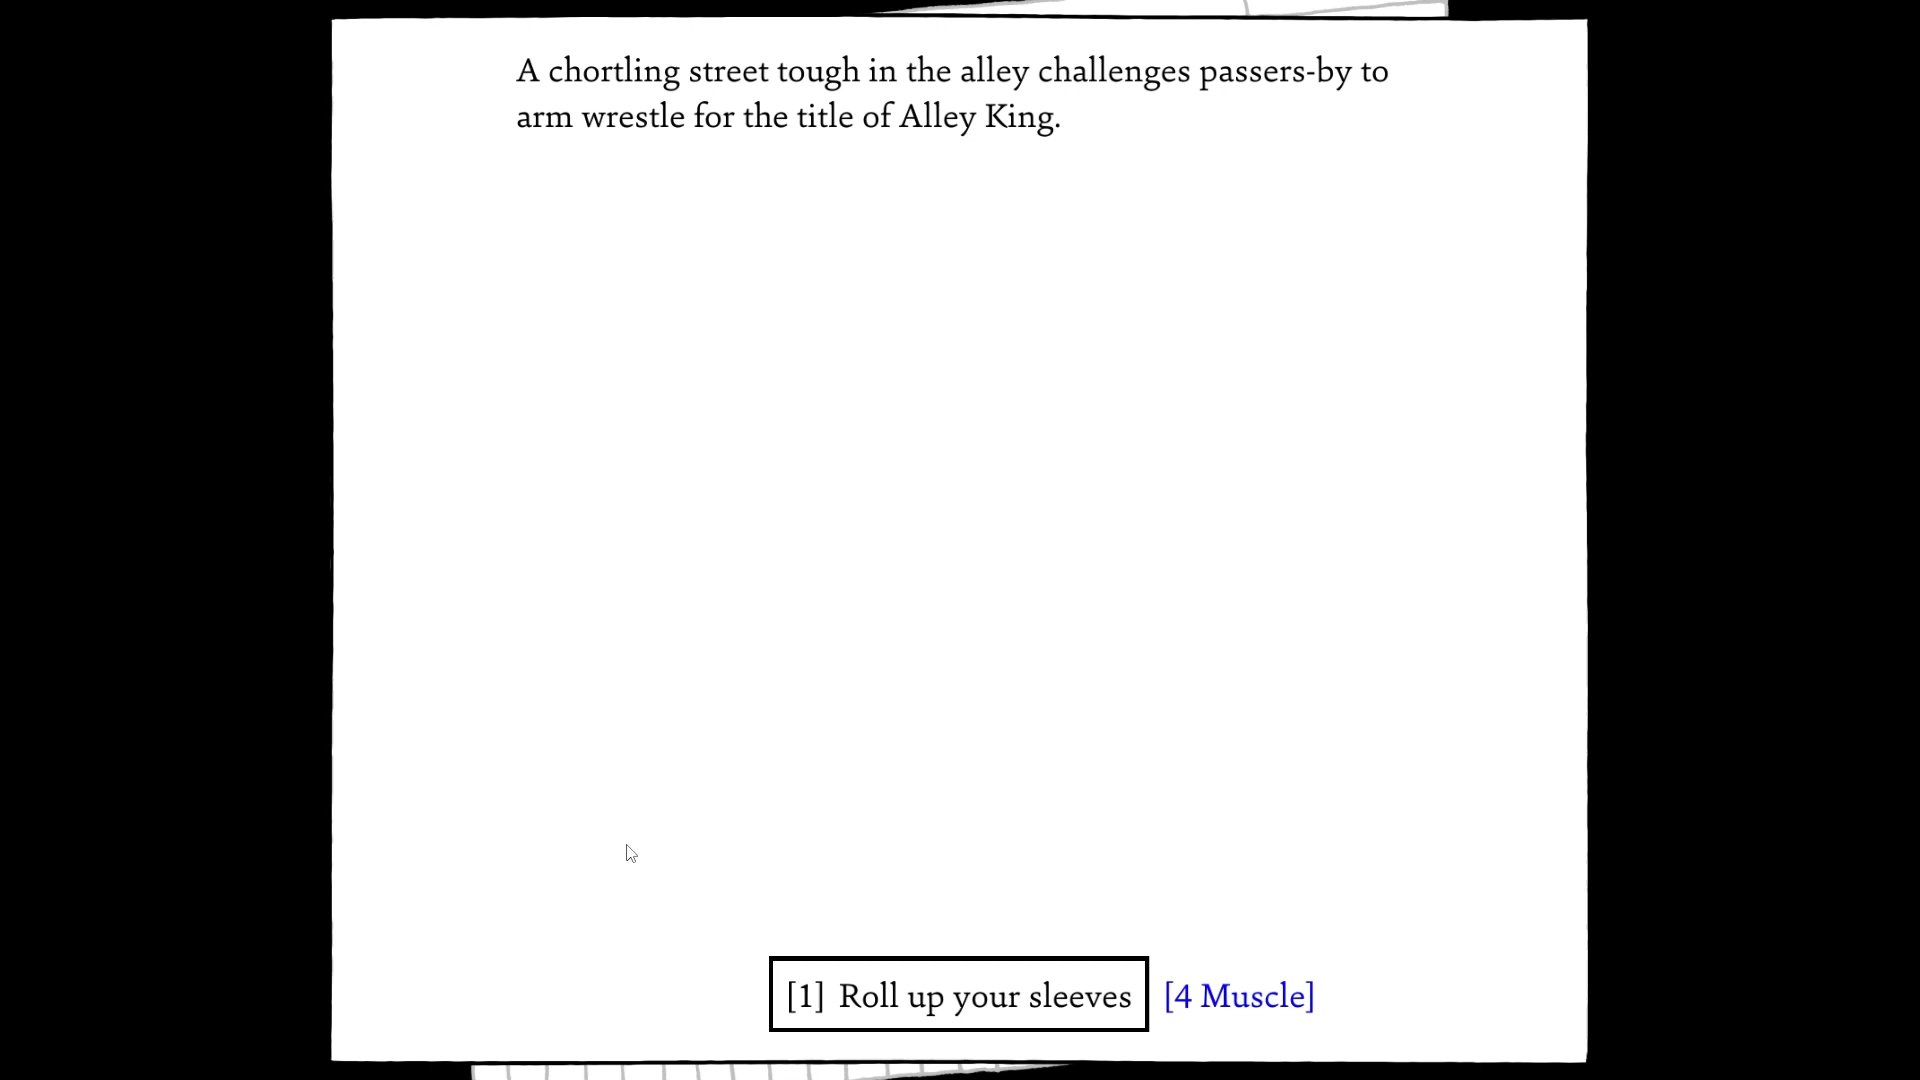 A chortling street tough in the alley challenges passers-by to
arm wrestle for the title of Alley King.
[1] Roll up your sleeves [4 Muscle]